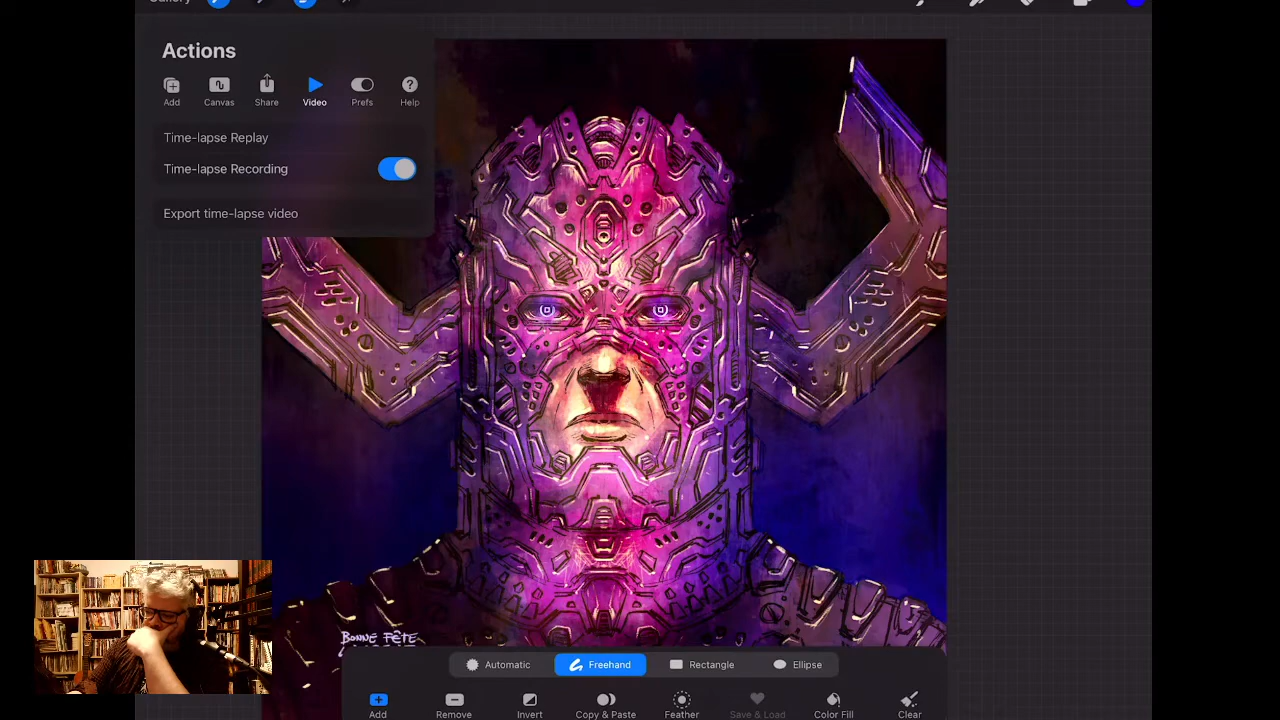 Gallery
Actions
Add Canvas Share Video Prefs Help
Time-lapse Replay
Time-lapse Recording
Export time-lapse video
BONNE FÊTE
Automatic Freehand Rectangle Ellipse
Add Remove Invert Copy & Paste Feather Save & Load Color Fill Clear